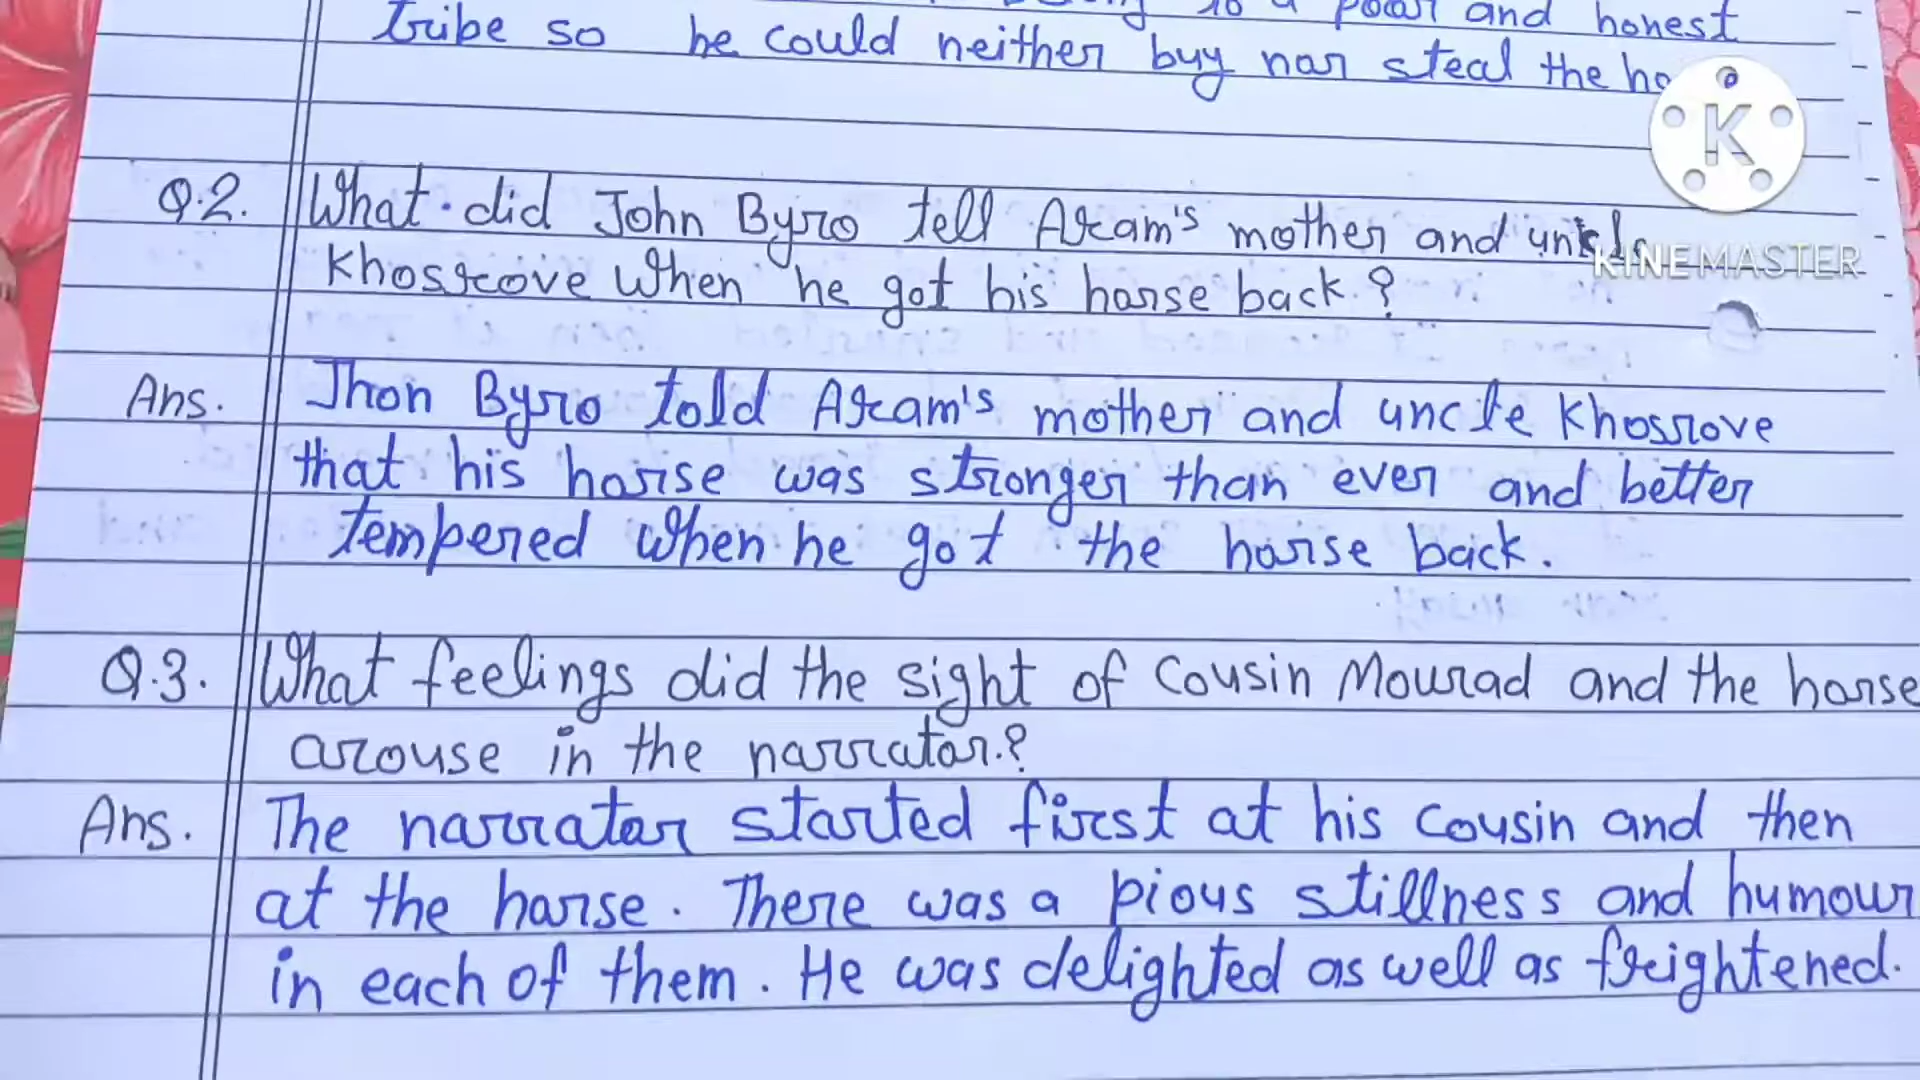 a poor and honest
tribe so he could neither buy nor steal the ho
Q.2. What did John Byro tell Aram's mother and unkle
Khosrove when he got his horse back ?
Ans. Jhon Byro told Aram's mother and uncle Khosrove
that his horse was stronger than ever and better
tempered when he got the horse back.
Q.3. What feelings did the sight of Cousin Mourad and the horse
arouse in the narrator.?
Ans. The narrator started first at his cousin and then
at the horse. There was a pious stillness and humour
in each of them. He was delighted as well as freightened.
K
KINEMASTER